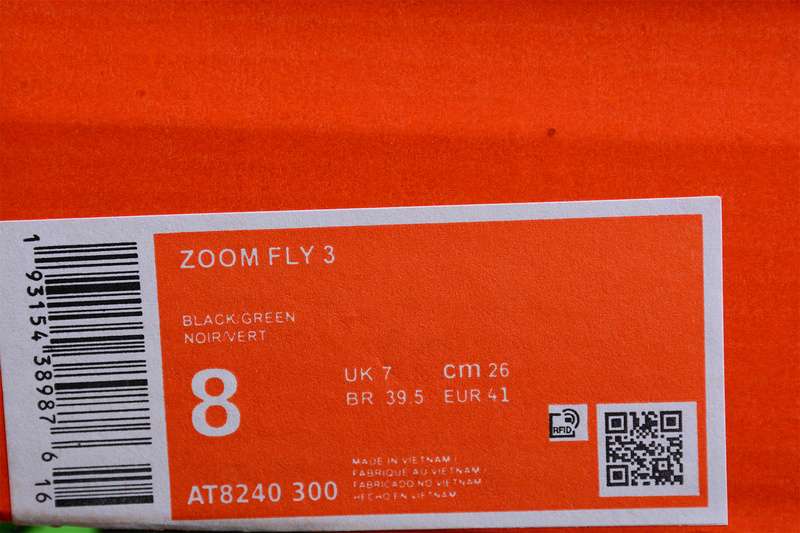 ZOOM FLY 3
BLACK/GREEN
NOIR/VERT
8
UK 7 cm 26
BR 39.5 EUR 41
RFID
MADE IN VIETNAM /
FABRIQUE AU VIETNAM /
FABRICADO NO VIETNAM
HECHO EN VIETNAM
AT8240 300
1 93154 38987 6 16